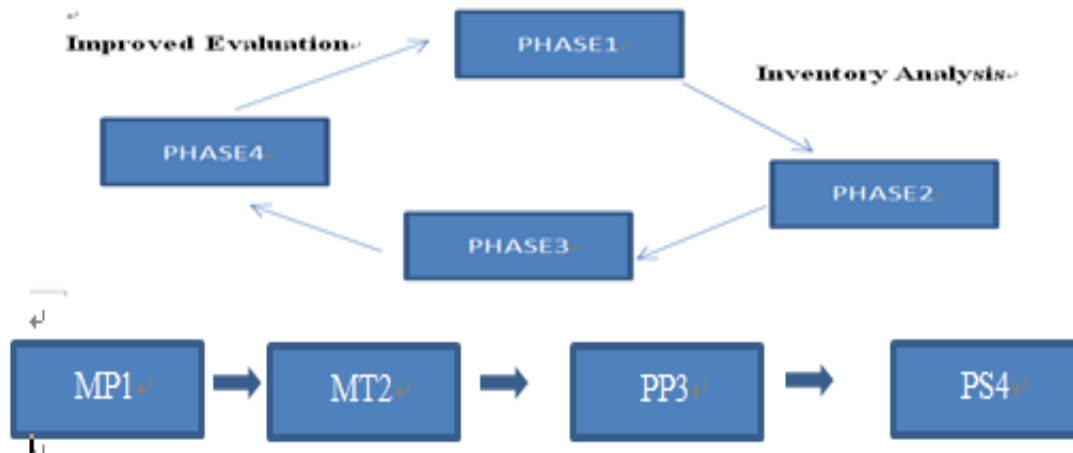 Improved Evaluation
PHASE1
Inventory Analysis
PHASE4
PHASE2
PHASE3
MP1
MT2
PP3
PS4